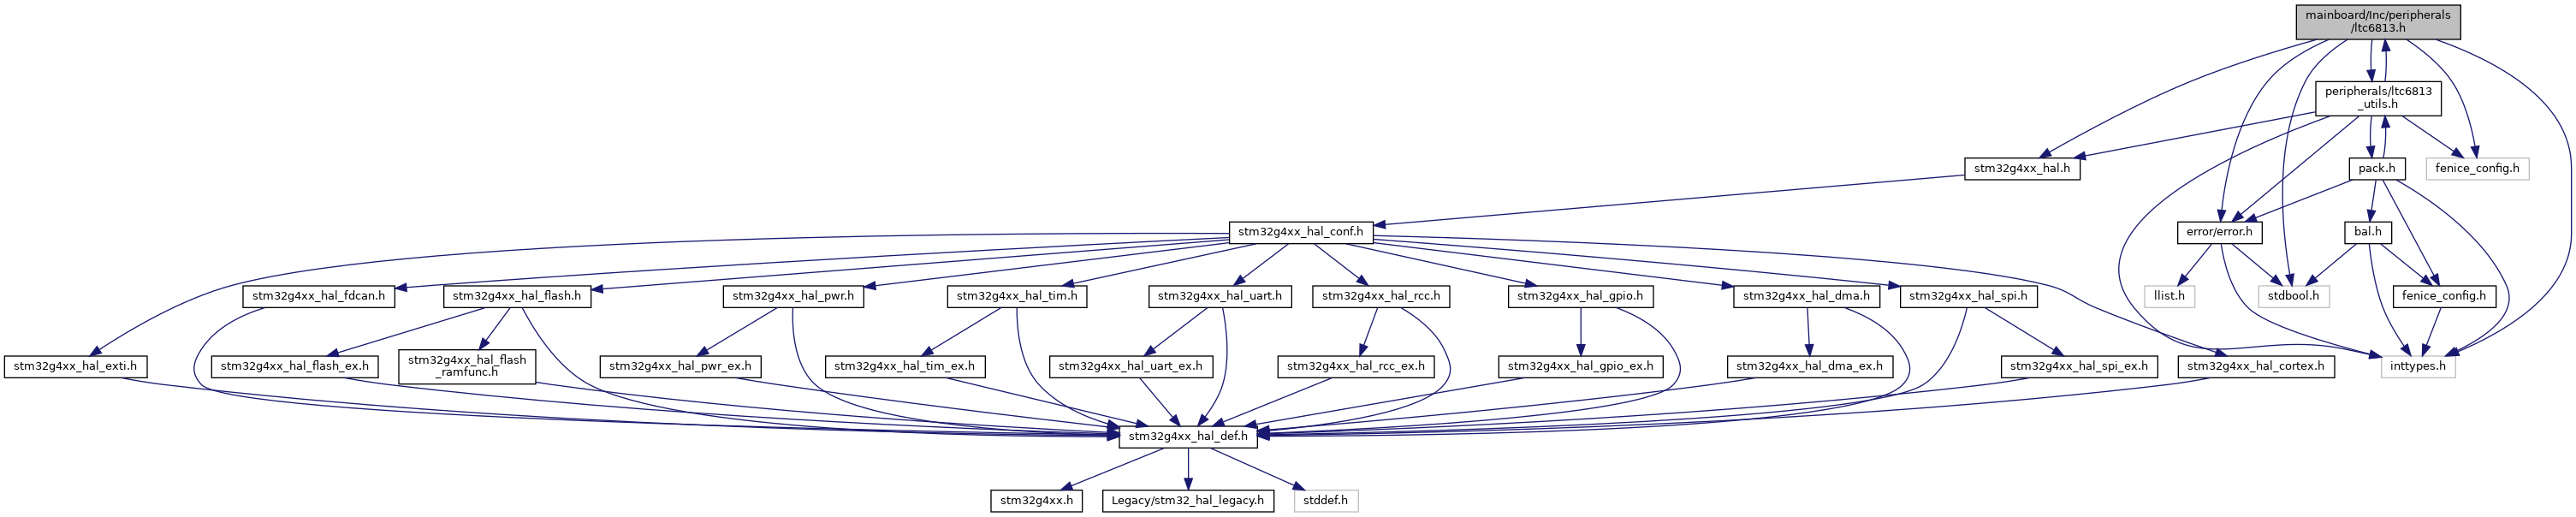 mainboard/Inc/peripherals
/ltc6813.h
peripherals/ltc6813
_utils.h
stm32g4xx_hal.h
pack.h
fenice_config.h
stm32g4xx_hal_conf.h
error/error.h
bal.h
stm32g4xx_hal_fdcan.h
stm32g4xx_hal_flash.h
stm32g4xx_hal_pwr.h
stm32g4xx_hal_tim.h
stm32g4xx_hal_uart.h
stm32g4xx_hal_rcc.h
stm32g4xx_hal_gpio.h
stm32g4xx_hal_dma.h
stm32g4xx_hal_spi.h
llist.h
stdbool.h
fenice_config.h
stm32g4xx_hal_exti.h
stm32g4xx_hal_flash_ex.h
stm32g4xx_hal_flash
_ramfunc.h
stm32g4xx_hal_pwr_ex.h
stm32g4xx_hal_tim_ex.h
stm32g4xx_hal_uart_ex.h
stm32g4xx_hal_rcc_ex.h
stm32g4xx_hal_gpio_ex.h
stm32g4xx_hal_dma_ex.h
stm32g4xx_hal_spi_ex.h
stm32g4xx_hal_cortex.h
inttypes.h
stm32g4xx_hal_def.h
stm32g4xx.h
Legacy/stm32_hal_legacy.h
stddef.h